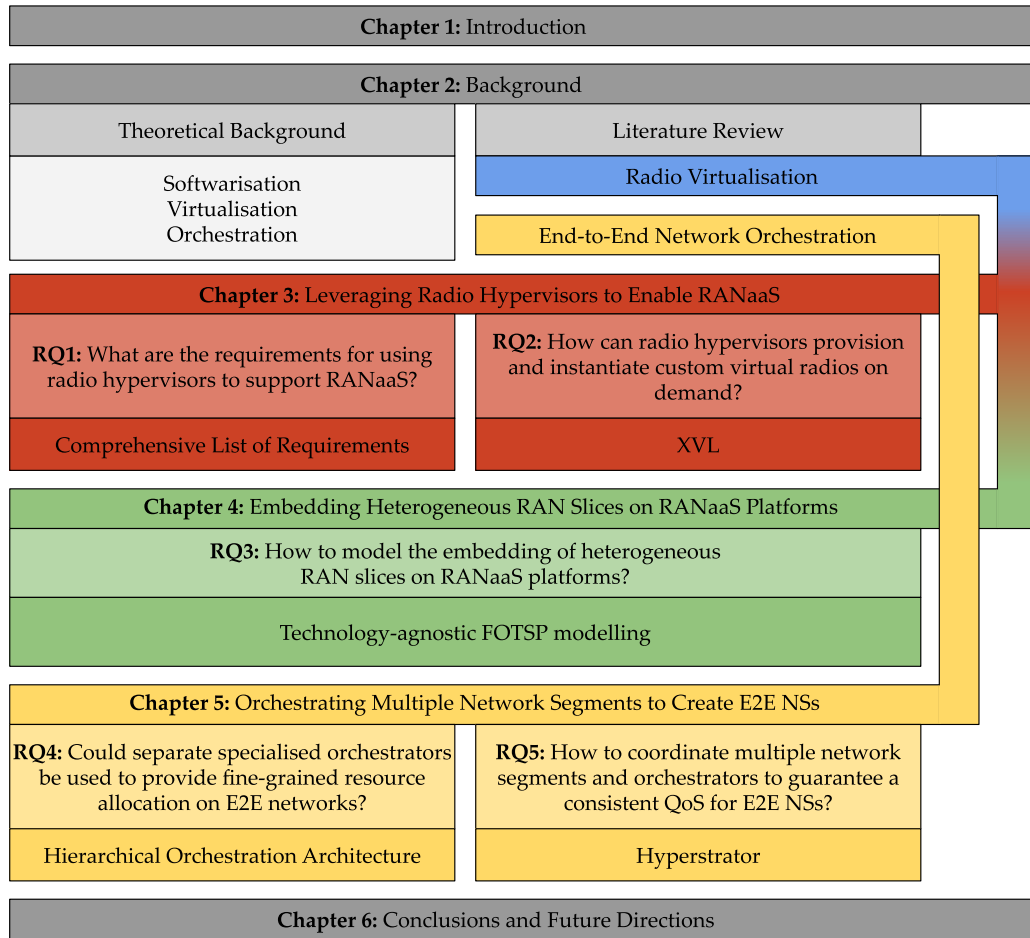 Chapter 1: Introduction
Chapter 2: Background
Theoretical Background
Softwarisation
Virtualisation
Orchestration
Literature Review
Radio Virtualisation
End-to-End Network Orchestration
Chapter 3: Leveraging Radio Hypervisors to Enable RANaaS
RQ1: What are the requirements for using
radio hypervisors to support RANaaS?
Comprehensive List of Requirements
RQ2: How can radio hypervisors provision
and instantiate custom virtual radios on
demand?
XVL
Chapter 4: Embedding Heterogeneous RAN Slices on RANaaS Platforms
RQ3: How to model the embedding of heterogeneous
RAN slices on RANaaS platforms?
Technology-agnostic FOTSP modelling
Chapter 5: Orchestrating Multiple Network Segments to Create E2E NSs
RQ4: Could separate specialised orchestrators
be used to provide fine-grained resource
allocation on E2E networks?
Hierarchical Orchestration Architecture
RQ5: How to coordinate multiple network
segments and orchestrators to guarantee a
consistent QoS for E2E NSs?
Hyperstrator
Chapter 6: Conclusions and Future Directions